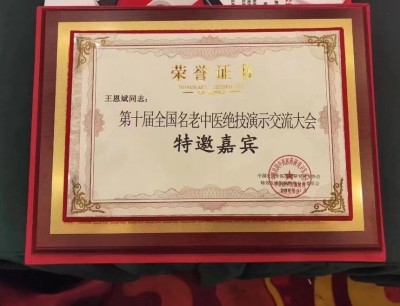 荣誉证书
王恩斌同志:
第十届全国名老中医绝技演示交流大会
特邀嘉宾